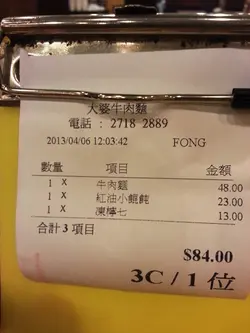 大婆牛肉麵
電話 : 2718 2889
2013/04/06 12:03:42 FONG
數量 項目 金額
1 X 牛肉麵 48.00
1 X 紅油小餛飩 23.00
1 X 凍檸七 13.00
合計 3 項目
$84.00
3C / 1 位